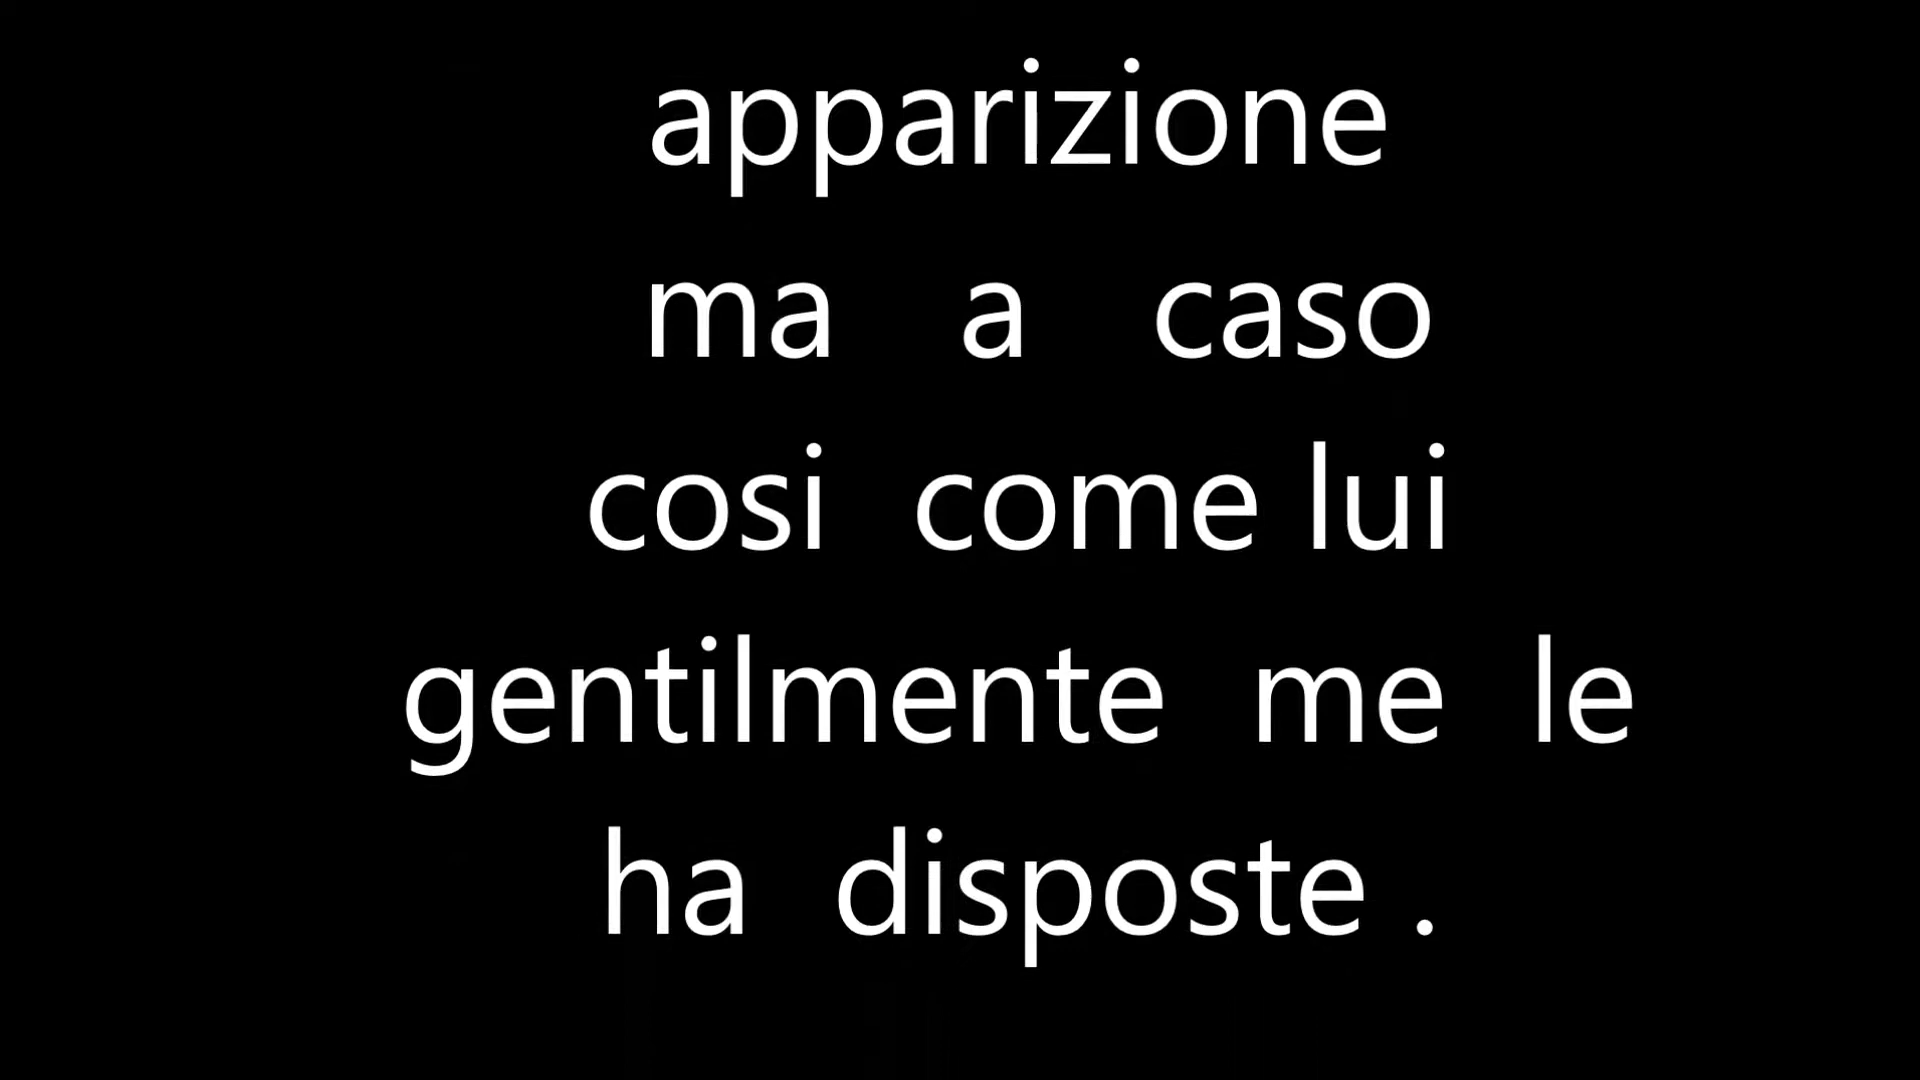 apparizione
ma a caso
cosi come lui
gentilmente me le
ha disposte .